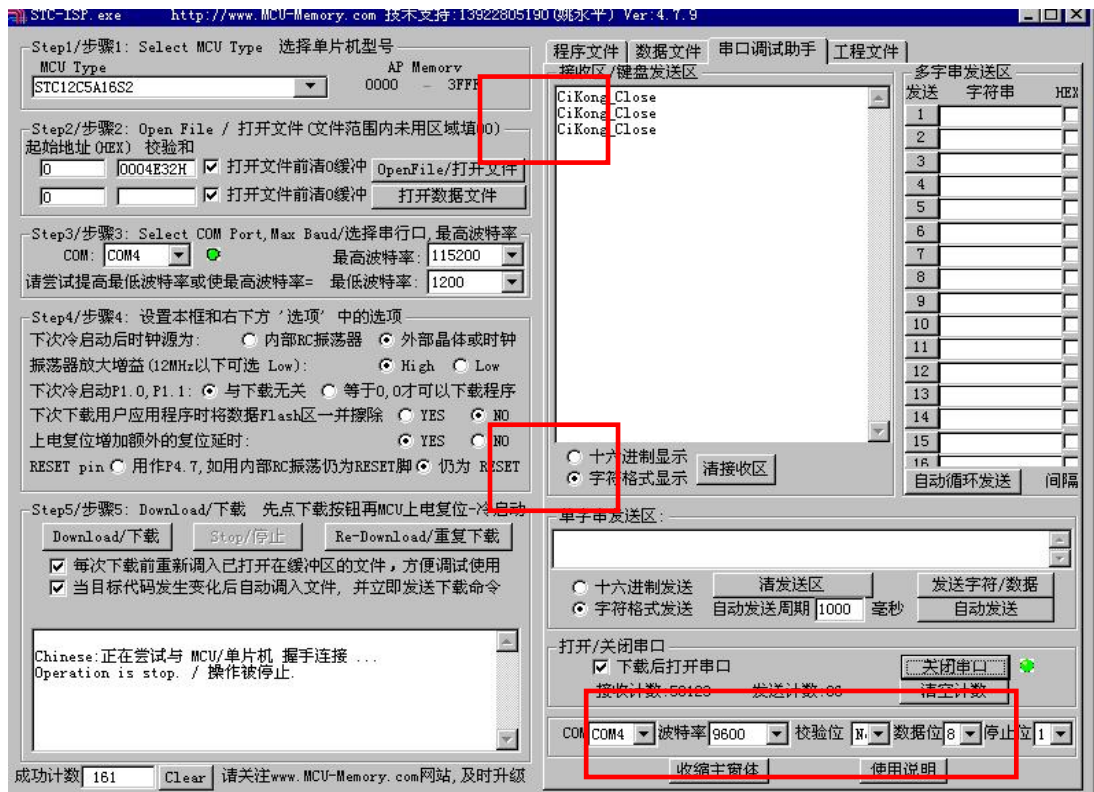 STC-ISP.exe http://www.MCU-Memory.com 技术支持:13922805190(姚永平) Ver:4.7.9
Step1/步骤1: Select MCU Type 选择单片机型号
MCU Type AP Memory
STC12C5A16S2 0000 - 3FFF
Step2/步骤2: Open File / 打开文件(文件范围内未用区域填00)
起始地址(HEX) 校验和
0 0004E32H 打开文件前清0缓冲 OpenFile/打开文件
0 打开文件前清0缓冲 打开数据文件
Step3/步骤3: Select COM Port,Max Baud/选择串行口,最高波特率
COM: COM4 最高波特率: 115200
请尝试提高最低波特率或使最高波特率= 最低波特率: 1200
Step4/步骤4: 设置本框和右下方 '选项' 中的选项
下次冷启动后时钟源为: 内部RC振荡器 外部晶体或时钟
振荡器放大增益(12MHz以下可选 Low): High Low
下次冷启动P1.0,P1.1: 与下载无关 等于0,0才可以下载程序
下次下载用户应用程序时将数据Flash区一并擦除 YES NO
上电复位增加额外的复位延时: YES NO
RESET pin 用作P4.7,如用内部RC振荡仍为RESET脚 仍为 RESET
Step5/步骤5: Download/下载 先点下载按钮再MCU上电复位-冷启动
Download/下载 Stop/停止 Re-Download/重复下载
每次下载前重新调入已打开在缓冲区的文件,方便调试使用
当目标代码发生变化后自动调入文件, 并立即发送下载命令
Chinese:正在尝试与 MCU/单片机 握手连接 ...
Operation is stop. / 操作被停止.
成功计数 161 Clear 请关注www.MCU-Memory.com网站,及时升级
程序文件 数据文件 串口调试助手 工程文件
接收区/键盘发送区
CiKong_Close
CiKong_Close
CiKong_Close
十六进制显示
字符格式显示 清接收区
多字串发送区
发送 字符串 HEX
1
2
3
4
5
6
7
8
9
10
11
12
13
14
15
16
自动循环发送 间隔
单字串发送区:
十六进制发送 清发送区 发送字符/数据
字符格式发送 自动发送周期 1000 毫秒 自动发送
打开/关闭串口
下载后打开串口 关闭串口
接收计数: 发送计数: 清空计数
COM COM4 波特率 9600 校验位 N 数据位 8 停止位 1
收缩主窗体 使用说明